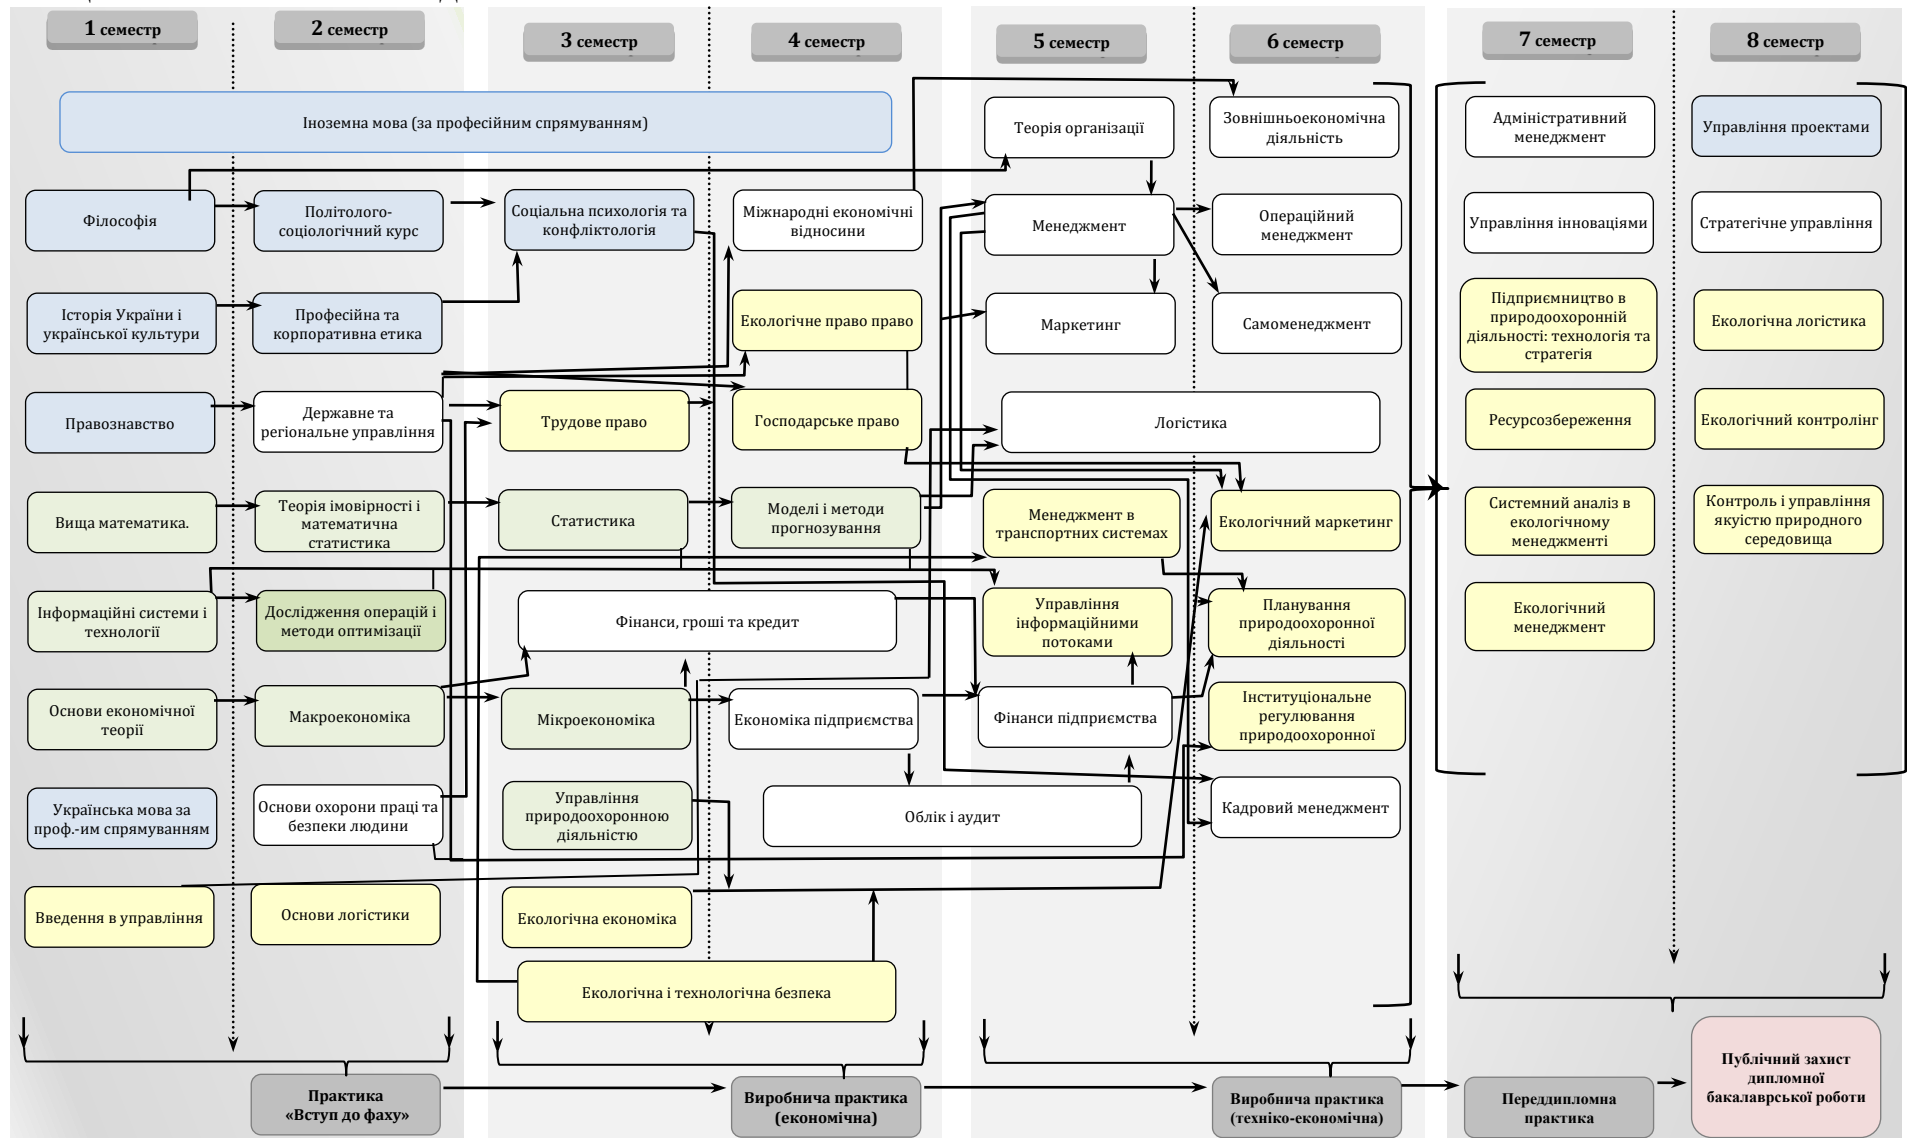 1 семестр
2 семестр
3 семестр
4 семестр
5 семестр
6 семестр
7 семестр
8 семестр
Іноземна мова (за професійним спрямуванням)
Теорія організації
Зовнішньоекономічна
діяльність
Адміністративний
менеджмент
Управління проектами
Філософія
Політолого-
соціологічний курс
Соціальна психологія та
конфліктологія
Міжнародні економічні
відносини
Менеджмент
Операційний
менеджмент
Управління інноваціями
Стратегічне управління
Історія України і
української культури
Професійна та
корпоративна етика
Екологічне право право
Маркетинг
Самоменеджмент
Підприємництво в
природоохоронній
діяльності: технологія та
стратегія
Екологічна логістика
Правознавство
Державне та
регіональне управління
Трудове право
Господарське право
Логістика
Ресурсозбереження
Екологічний контролінг
Вища математика.
Теорія імовірності і
математична
статистика
Статистика
Моделі і методи
прогнозування
Менеджмент в
транспортних системах
Екологічний маркетинг
Системний аналіз в
екологічному
менеджменті
Контроль і управління
якуістю природного
середовища
Інформаційні системи і
технології
Дослідження операцій і
методи оптимізації
Фінанси, гроші та кредит
Управління
інформаційними
потоками
Планування
природоохоронної
діяльності
Екологічний
менеджмент
Основи економічної
теорії
Макроекономіка
Мікроекономіка
Економіка підприємства
Фінанси підприємства
Інституціональне
регулювання
природоохоронної
Українська мова за
проф.-им спрямуванням
Основи охорони праці та
безпеки людини
Управління
природоохоронною
діяльністю
Облік і аудит
Кадровий менеджмент
Введення в управління
Основи логістики
Екологічна економіка
Екологічна і технологічна безпека
Практика
«Вступ до фаху»
Виробнича практика
(економічна)
Виробнича практика
(техніко-економічна)
Переддипломна
практика
Публічний захист
дипломної
бакалаврської роботи